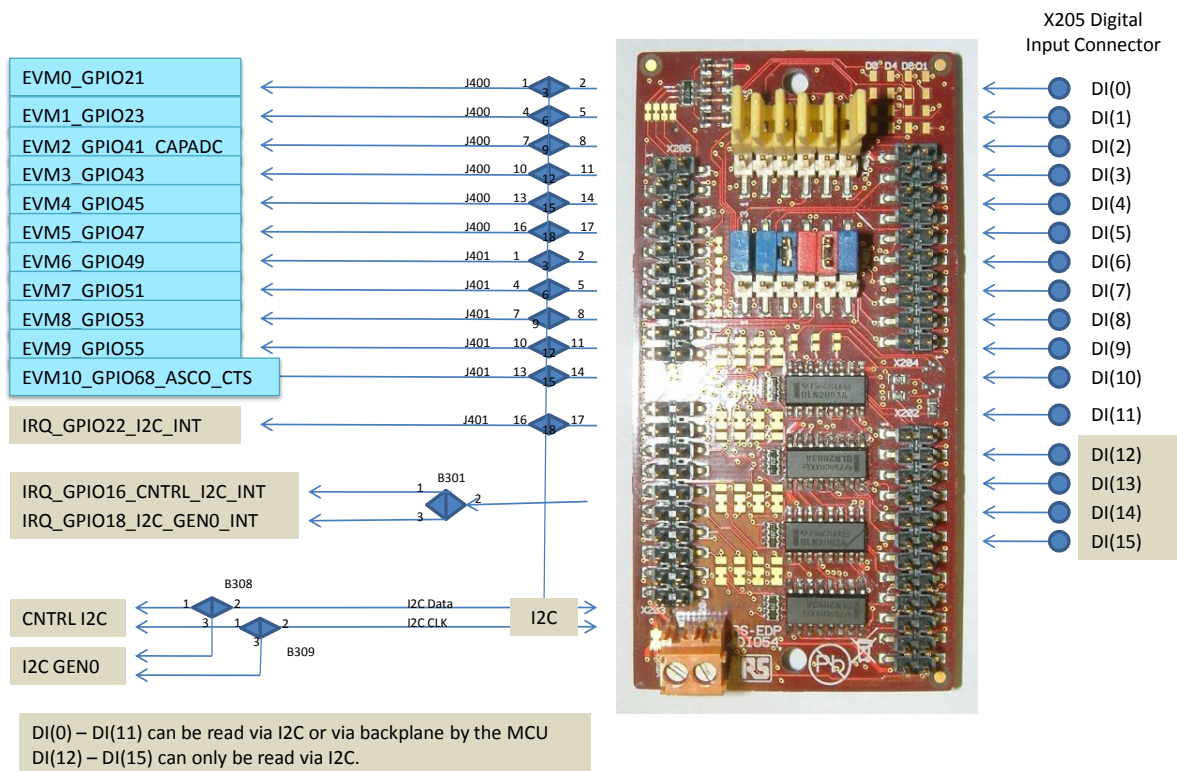 X205 Digital
Input Connector
EVM0_GPIO21
J400 1 3 2
DI(0)
EVM1_GPIO23
J400 4 6 5
DI(1)
EVM2_GPIO41_CAPADC
J400 7 9 8
DI(2)
EVM3_GPIO43
J400 10 12 11
DI(3)
EVM4_GPIO45
J400 13 15 14
DI(4)
EVM5_GPIO47
J400 16 18 17
DI(5)
EVM6_GPIO49
J401 1 3 2
DI(6)
EVM7_GPIO51
J401 4 6 5
DI(7)
EVM8_GPIO53
J401 7 9 8
DI(8)
EVM9_GPIO55
J401 10 12 11
DI(9)
EVM10_GPIO68_ASCO_CTS
J401 13 15 14
DI(10)
IRQ_GPIO22_I2C_INT
J401 16 18 17
DI(11)
DI(12)
DI(13)
DI(14)
DI(15)
B301
IRQ_GPIO16_CNTRL_I2C_INT
1 2
IRQ_GPIO18_I2C_GEN0_INT
3
B308
CNTRL I2C
1 2 3
I2C Data
1 2 3
I2C CLK
I2C
B309
I2C GEN0
X205
X204
X202
X203
RS-EDP
DIO54
RS
Pb
DI(0) – DI(11) can be read via I2C or via backplane by the MCU
DI(12) – DI(15) can only be read via I2C.